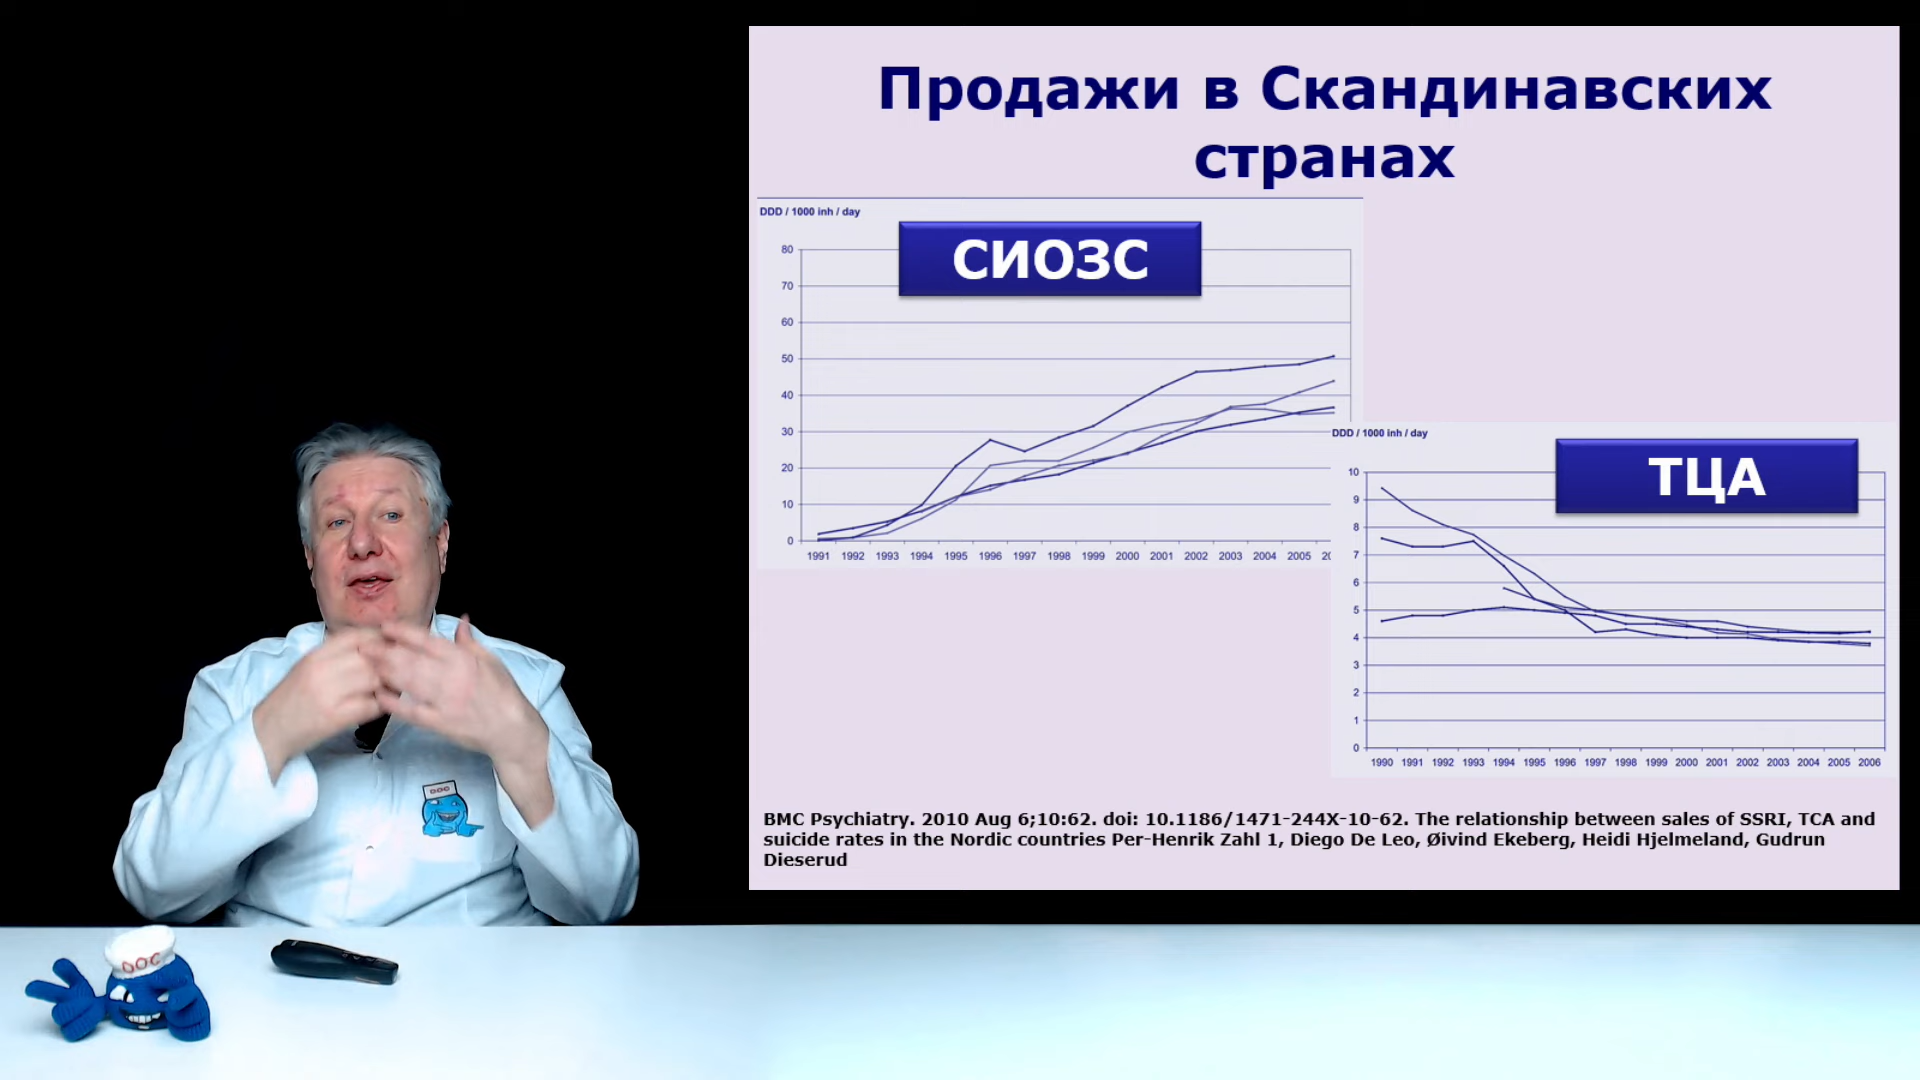 Продажи в Скандинавских
странах
DDD / 1000 inh / day
СИОЗС
80
70
60
50
40
30
20
10
0
1991 1992 1993 1994 1995 1996 1997 1998 1999 2000 2001 2002 2003 2004 2005
DDD / 1000 inh / day
ТЦА
10
9
8
7
6
5
4
3
2
1
0
1990 1991 1992 1993 1994 1995 1996 1997 1998 1999 2000 2001 2002 2003 2004 2005 2006
BMC Psychiatry. 2010 Aug 6;10:62. doi: 10.1186/1471-244X-10-62. The relationship between sales of SSRI, TCA and
suicide rates in the Nordic countries Per-Henrik Zahl 1, Diego De Leo, Øivind Ekeberg, Heidi Hjelmeland, Gudrun
Dieserud
DOC
DOC